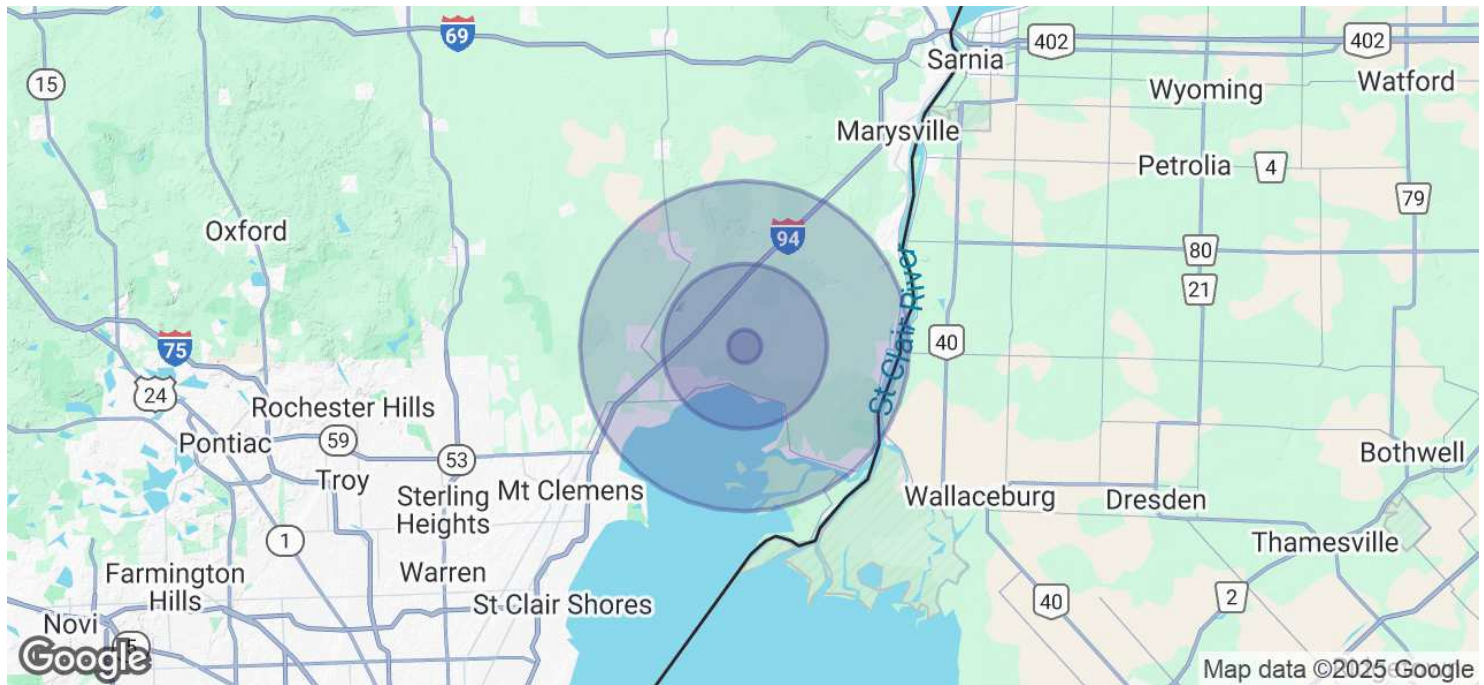 69
402
402
Sarnia
15
Wyoming
Watford
Marysville
Petrolia
4
79
Oxford
94
80
21
St Clair River
75
40
24
Rochester Hills
Pontiac
59
53
Troy
Bothwell
Sterling
Heights
Mt Clemens
Wallaceburg
Dresden
1
Thamesville
Farmington
Hills
Warren
St Clair Shores
40
2
Novi
Google
Map data ©2025 Google